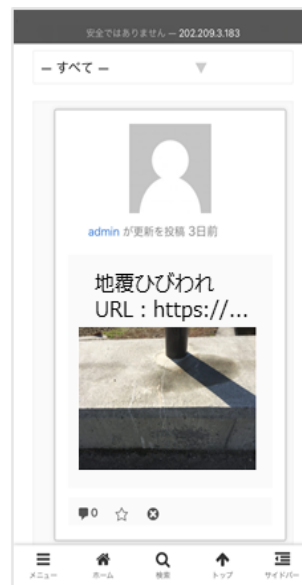 安全ではありません — 202.209.3.183
— すべて — ▼
admin が更新を投稿 3日前
地覆ひびわれ
URL：https://...
0
メニュー ホーム 検索 トップ サイドバー